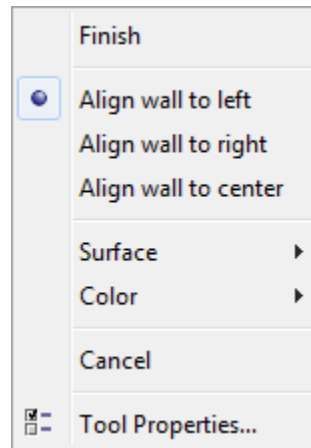 Finish
Align wall to left
Align wall to right
Align wall to center
Surface
Color
Cancel
Tool Properties...